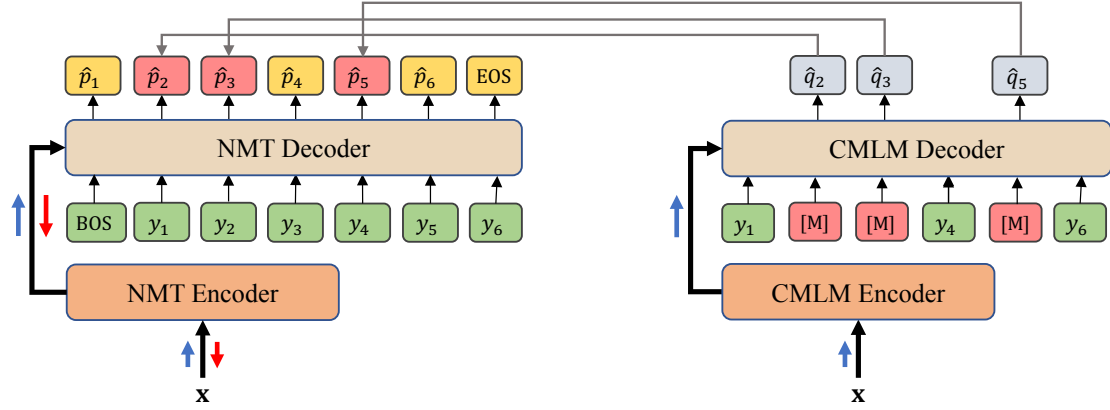 p̂₁ p̂₂ p̂₃ p̂₄ p̂₅ p̂₆ EOS
q̂₂ q̂₃ q̂₅
NMT Decoder
CMLM Decoder
BOS y₁ y₂ y₃ y₄ y₅ y₆
y₁ [M] [M] y₄ [M] y₆
NMT Encoder
CMLM Encoder
x
x